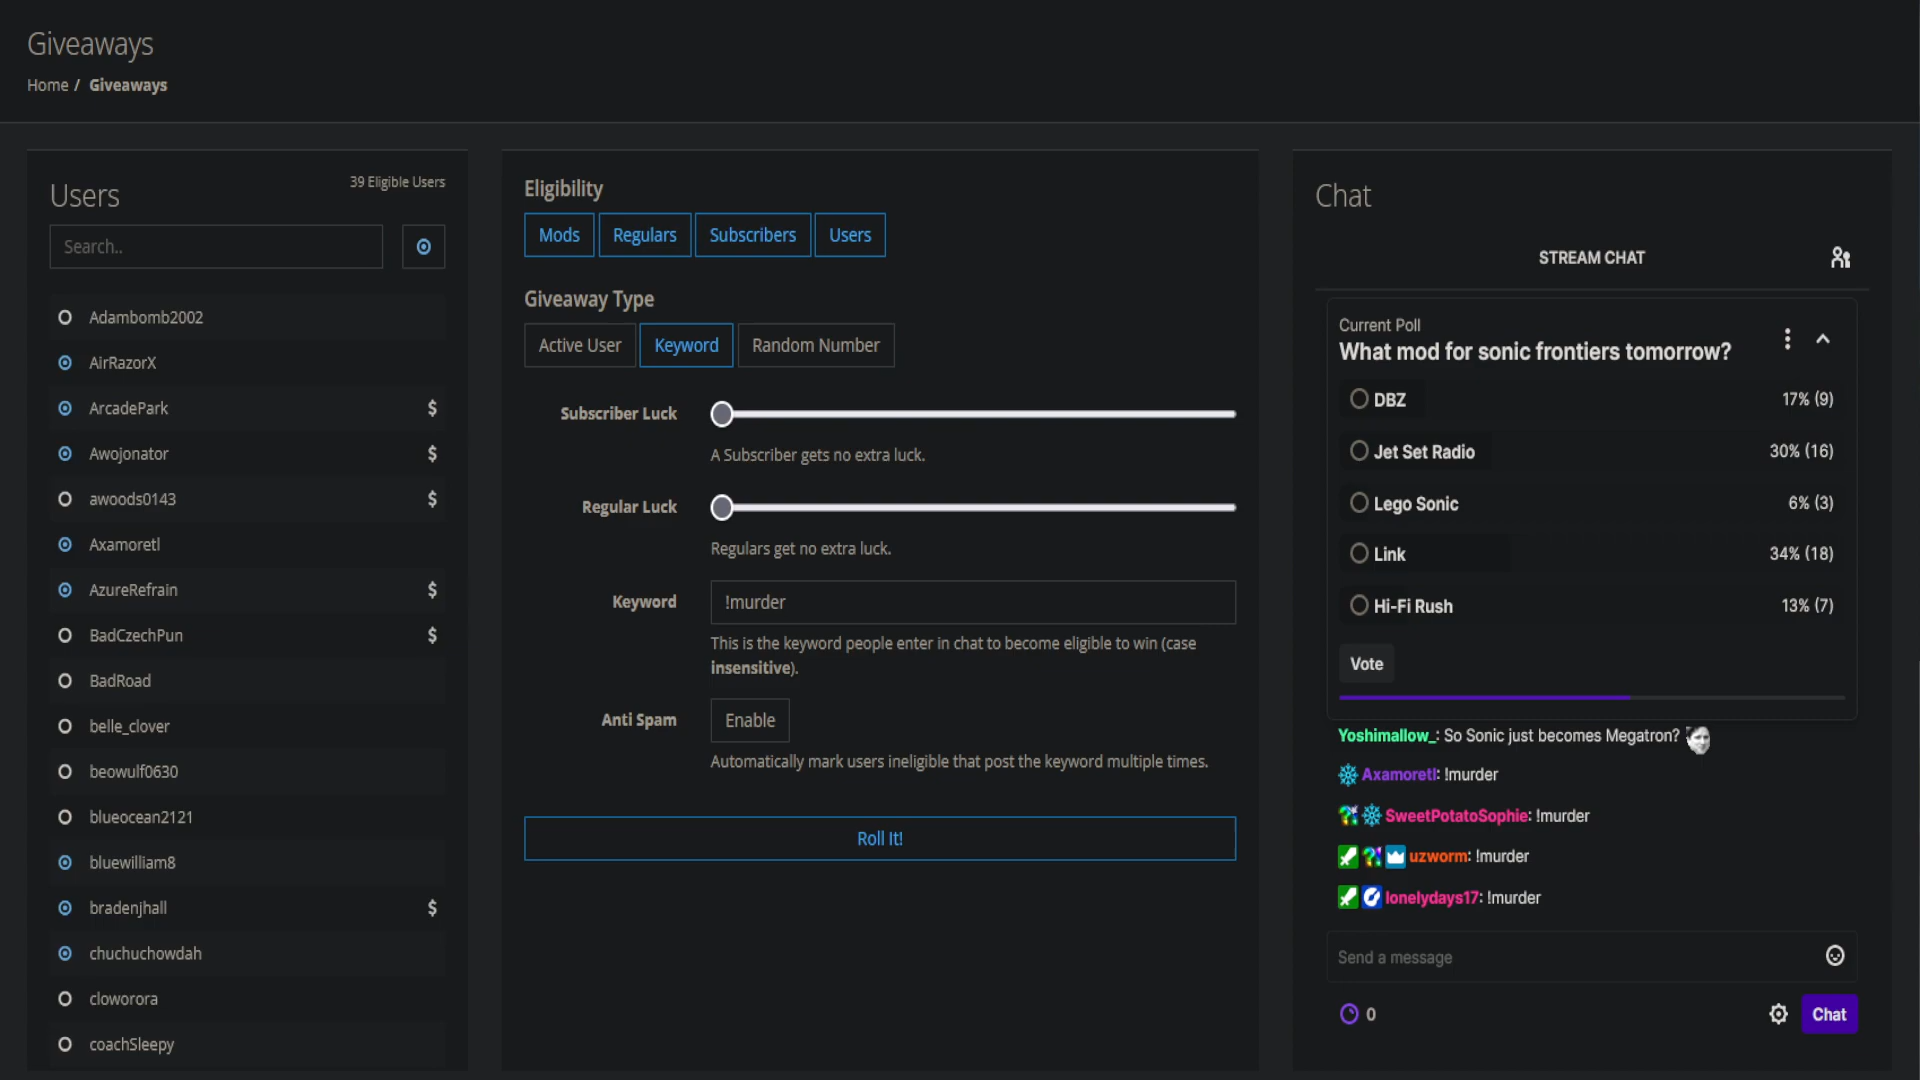 Giveaways
Home / Giveaways
Users
39 Eligible Users
Search..
Adambomb2002
AirRazorX
ArcadePark $
Awojonator $
awoods0143 $
Axamoretl
AzureRefrain $
BadCzechPun $
BadRoad
belle_clover
beowulf0630
blueocean2121
bluewilliam8
bradenjhall $
chuchuchowdah
cloworora
coachSleepy
Eligibility
Mods Regulars Subscribers Users
Giveaway Type
Active User Keyword Random Number
Subscriber Luck
A Subscriber gets no extra luck.
Regular Luck
Regulars get no extra luck.
Keyword !murder
This is the keyword people enter in chat to become eligible to win (case
insensitive).
Anti Spam Enable
Automatically mark users ineligible that post the keyword multiple times.
Roll It!
Chat
STREAM CHAT
Current Poll
What mod for sonic frontiers tomorrow?
DBZ 17% (9)
Jet Set Radio 30% (16)
Lego Sonic 6% (3)
Link 34% (18)
Hi-Fi Rush 13% (7)
Vote
Yoshimallow_: So Sonic just becomes Megatron?
Axamoretl: !murder
SweetPotatoSophie: !murder
uzworm: !murder
lonelydays17: !murder
Send a message
0
Chat